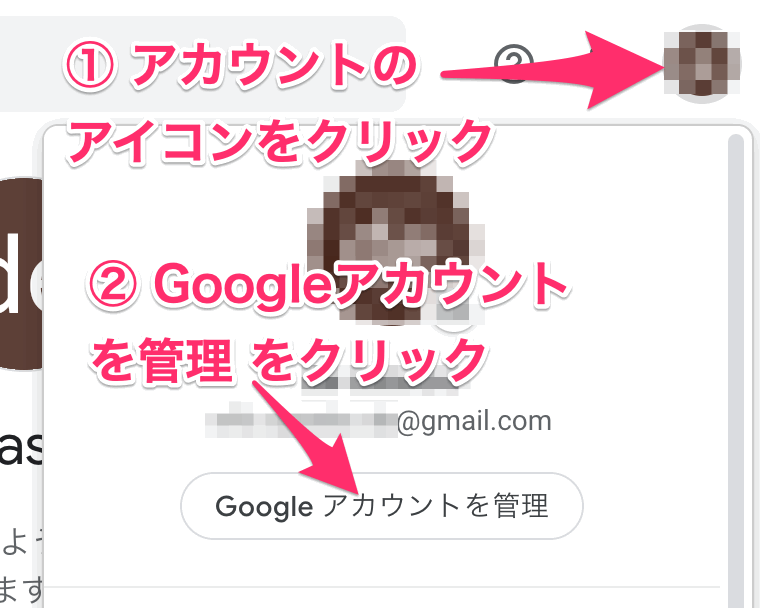 ① アカウントの
アイコンをクリック
② Googleアカウント
を管理 をクリック
@gmail.com
Google アカウントを管理
de
as
よう
ます